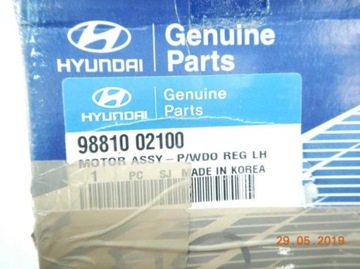 HYUNDAI
Genuine
Parts
HYUNDAI
Genuine
Parts
98810 02100
MOTOR ASSY - P/WDO REG LH
1 PC SJ MADE IN KOREA
29.05.2019